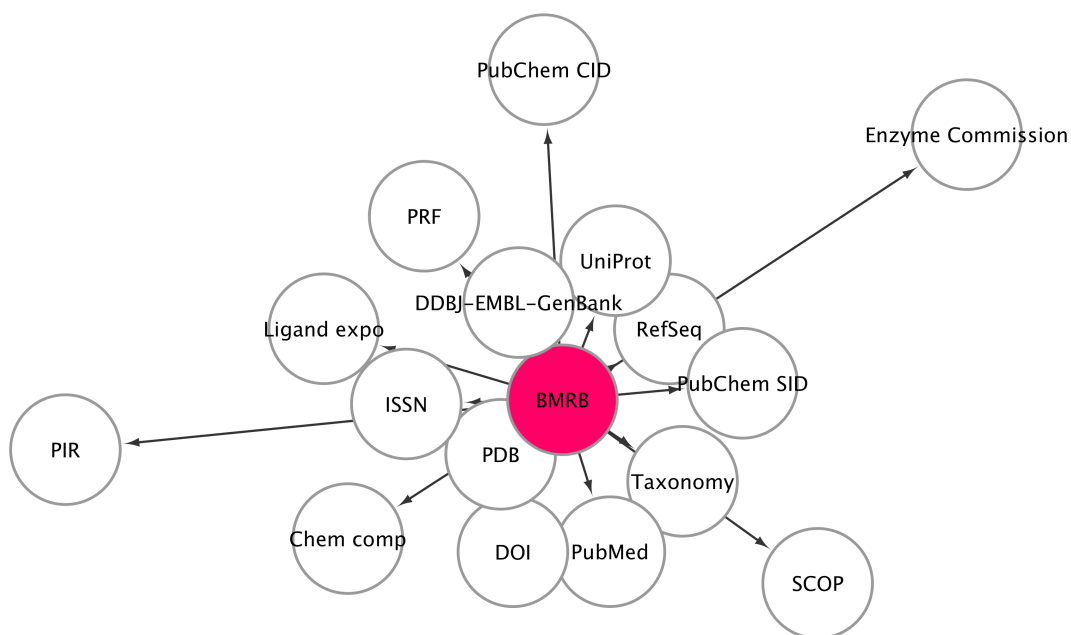 PubChem CID
Enzyme Commission
PRF
UniProt
DDBJ-EMBL-GenBank
Ligand expo
RefSeq
PubChem SID
ISSN
BMRB
PIR
PDB
Taxonomy
Chem comp
DOI
PubMed
SCOP